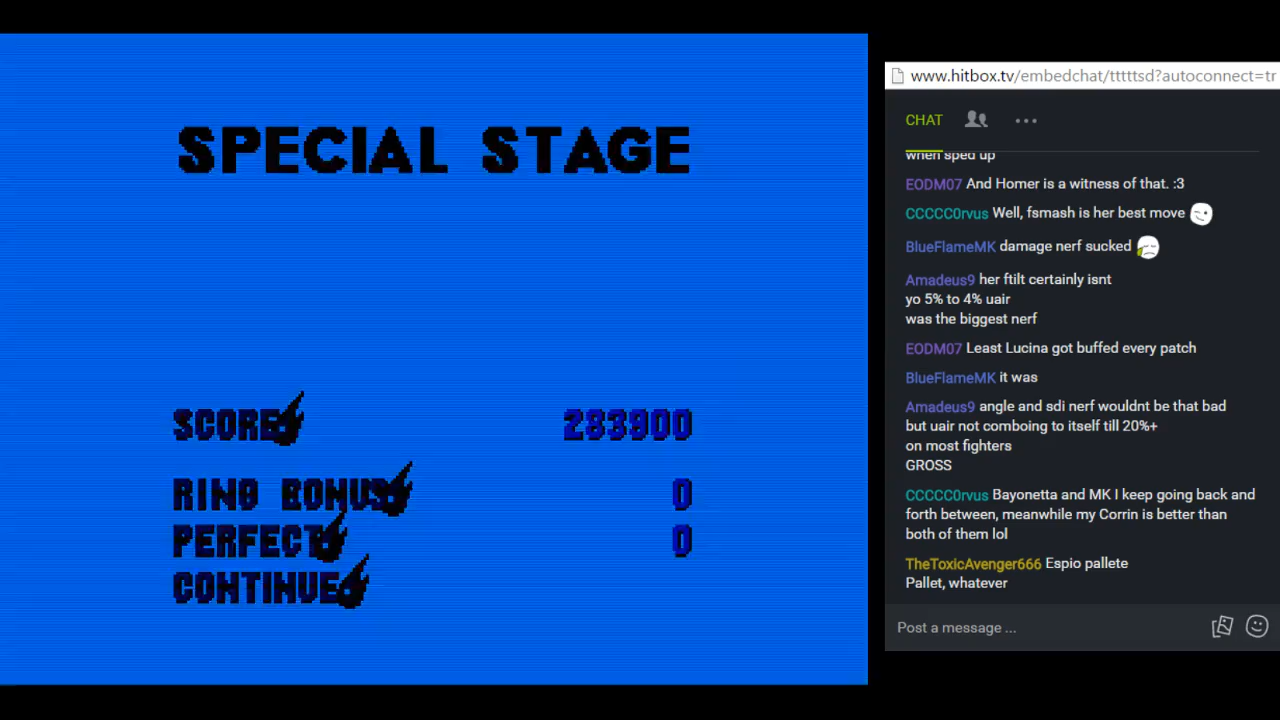 SPECIAL STAGE
SCORE 283900
RING BONUS 0
PERFECT 0
CONTINUE
www.hitbox.tv/embedchat/tttttsd?autoconnect=tr
CHAT
when sped up
EODM07 And Homer is a witness of that. :3
CCCCC0rvus Well, fsmash is her best move
BlueFlameMK damage nerf sucked
Amadeus9 her ftilt certainly isnt
yo 5% to 4% uair
was the biggest nerf
EODM07 Least Lucina got buffed every patch
BlueFlameMK it was
Amadeus9 angle and sdi nerf wouldnt be that bad
but uair not comboing to itself till 20%+
on most fighters
GROSS
CCCCC0rvus Bayonetta and MK I keep going back and
forth between, meanwhile my Corrin is better than
both of them lol
TheToxicAvenger666 Espio pallete
Pallet, whatever
Post a message ...